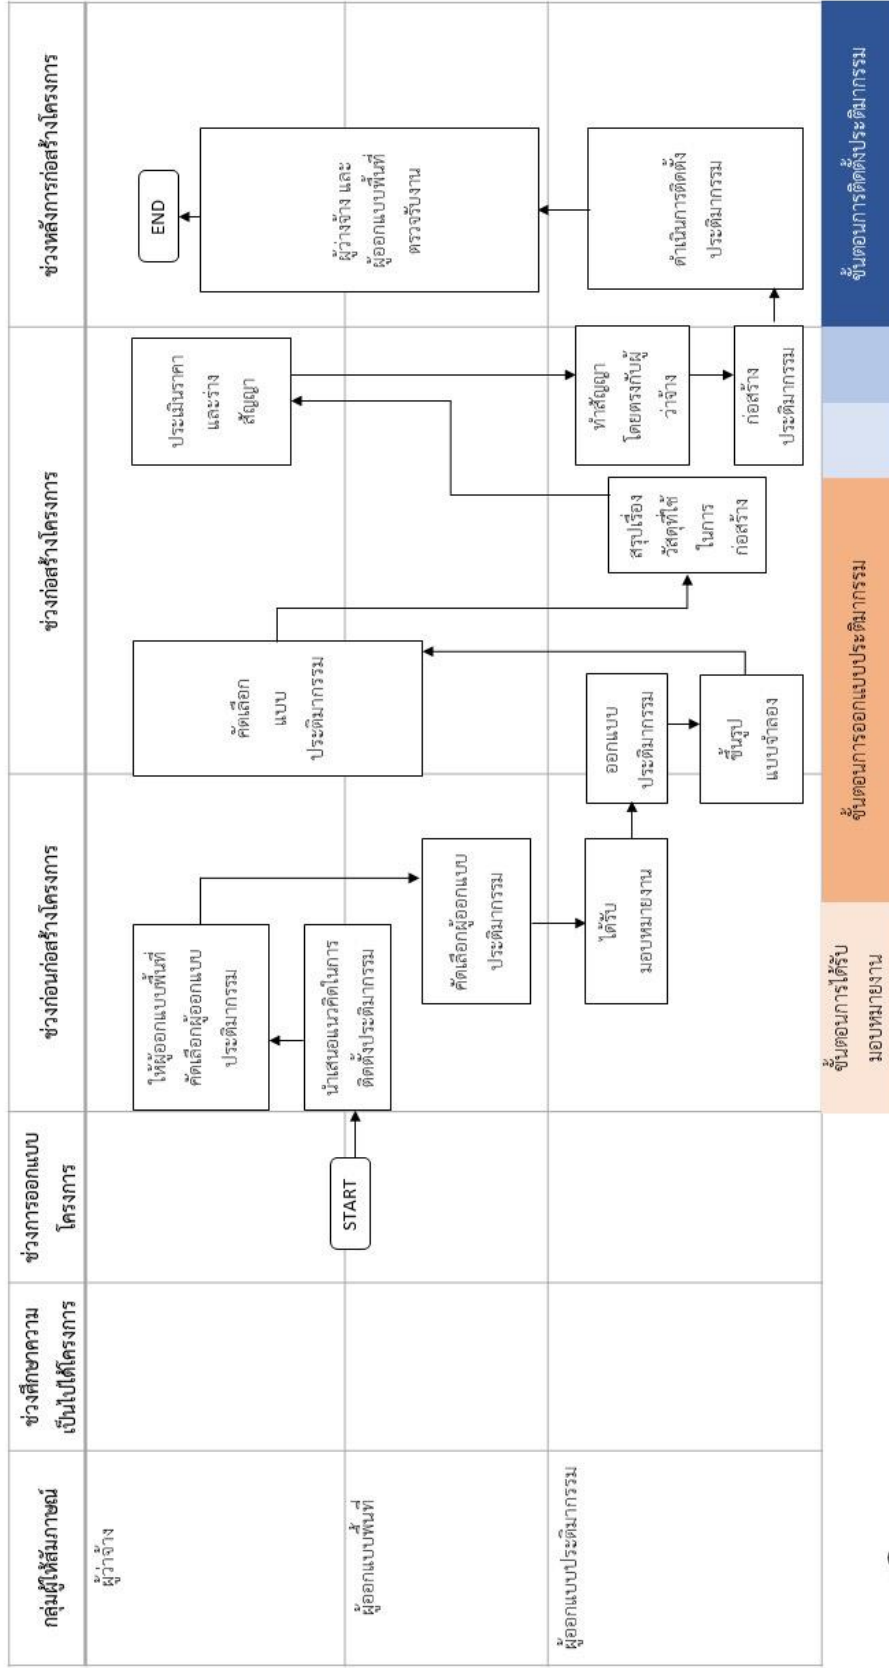 กลุ่มผู้ให้สัมภาษณ์
ช่วงศึกษาความ
เป็นไปได้โครงการ
ช่วงการออกแบบ
โครงการ
ช่วงก่อนก่อสร้างโครงการ
ช่วงก่อสร้างโครงการ
ช่วงหลังการก่อสร้างโครงการ
ผู้ว่าจ้าง
ให้ผู้ออกแบบพื้นที่
คัดเลือกผู้ออกแบบ
ประติมากรรม
คัดเลือก
แบบ
ประติมากรรม
ประเมินราคา
และร่าง
สัญญา
END
ผู้ว่างจ้าง และ
ผู้ออกแบบพื้นที่
ตรวจรับงาน
ผู้ออกแบบพื้นที่
START
นำเสนอแนวคิดในการ
ติดตั้งประติมากรรม
คัดเลือกผู้ออกแบบ
ประติมากรรม
ผู้ออกแบบประติมากรรม
ได้รับ
มอบหมายงาน
ออกแบบ
ประติมากรรม
ขึ้นรูป
แบบจำลอง
สรุปเรื่อง
วัสดุที่ใช้
ในการ
ก่อสร้าง
ทำสัญญา
โดยตรงกับผู้
ว่าจ้าง
ก่อสร้าง
ประติมากรรม
ดำเนินการติดตั้ง
ประติมากรรม
ขั้นตอนการได้รับ
มอบหมายงาน
ขั้นตอนการออกแบบประติมากรรม
ขั้นตอนการติดตั้งประติมากรรม